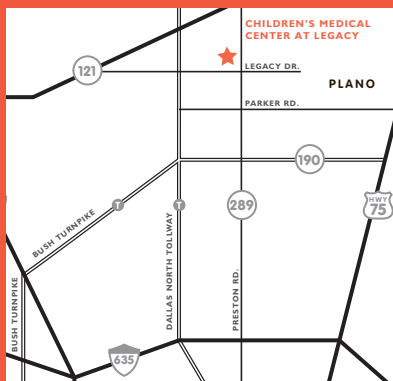 CHILDREN'S MEDICAL
CENTER AT LEGACY
121
LEGACY DR.
PLANO
PARKER RD.
190
T
T
289
HWY
75
BUSH TURNPIKE
DALLAS NORTH TOLLWAY
PRESTON RD.
BUSH TURNPIKE
635